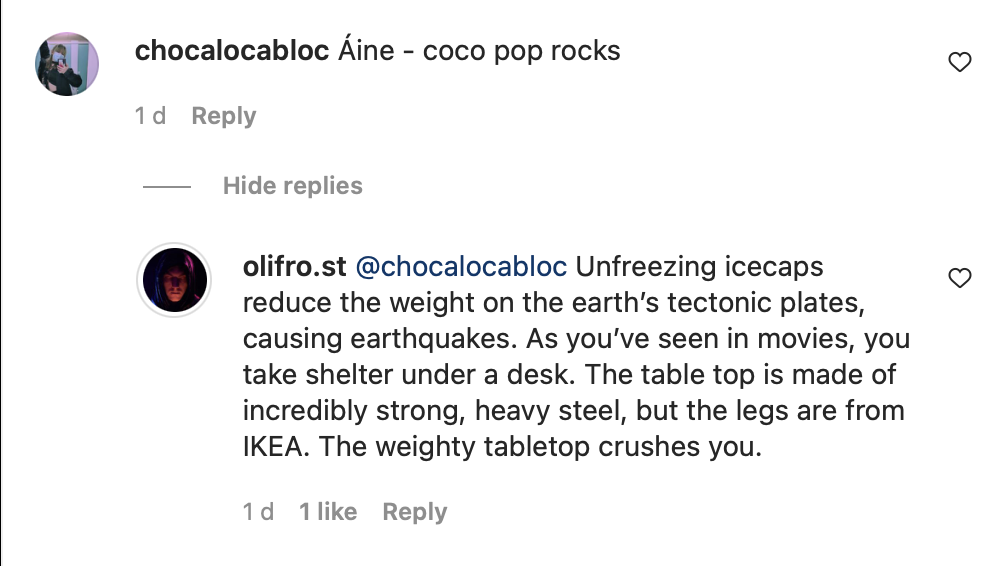 chocalocabloc Áine - coco pop rocks
1 d Reply
Hide replies
olifro.st @chocalocabloc Unfreezing icecaps
reduce the weight on the earth’s tectonic plates,
causing earthquakes. As you’ve seen in movies, you
take shelter under a desk. The table top is made of
incredibly strong, heavy steel, but the legs are from
IKEA. The weighty tabletop crushes you.
1 d 1 like Reply